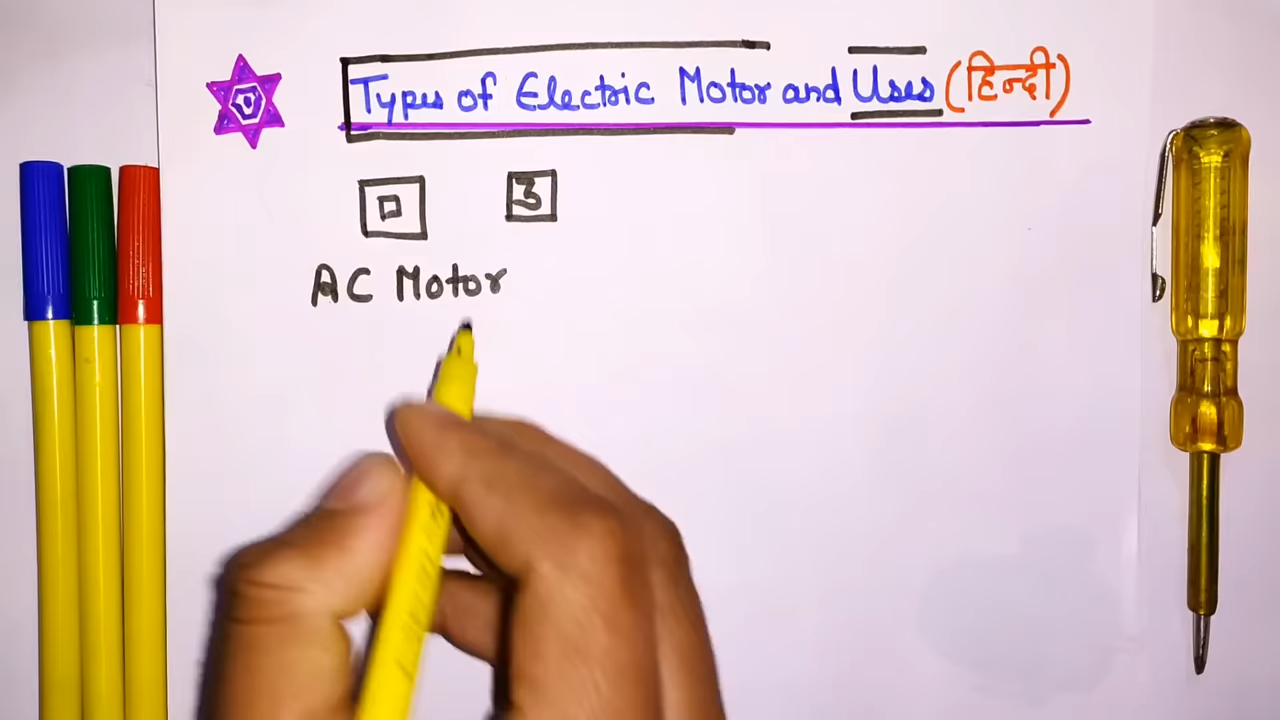 Types of Electric Motor and Uses (हिन्दी)
3
AC Motor